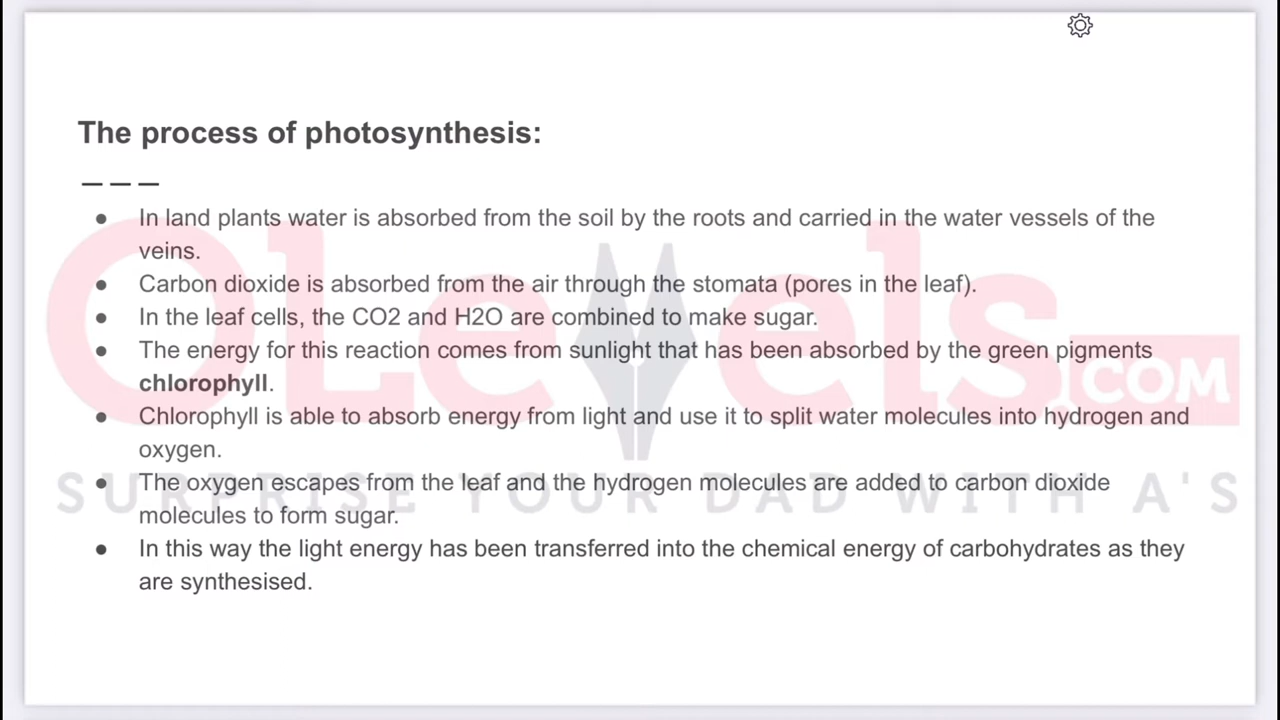 The process of photosynthesis:
● In land plants water is absorbed from the soil by the roots and carried in the water vessels of the
veins.
● Carbon dioxide is absorbed from the air through the stomata (pores in the leaf).
● In the leaf cells, the CO2 and H2O are combined to make sugar.
● The energy for this reaction comes from sunlight that has been absorbed by the green pigments
chlorophyll.
● Chlorophyll is able to absorb energy from light and use it to split water molecules into hydrogen and
oxygen.
● The oxygen escapes from the leaf and the hydrogen molecules are added to carbon dioxide
molecules to form sugar.
● In this way the light energy has been transferred into the chemical energy of carbohydrates as they
are synthesised.
OLevels.COM
SURPRISE YOUR DAD WITH A'S